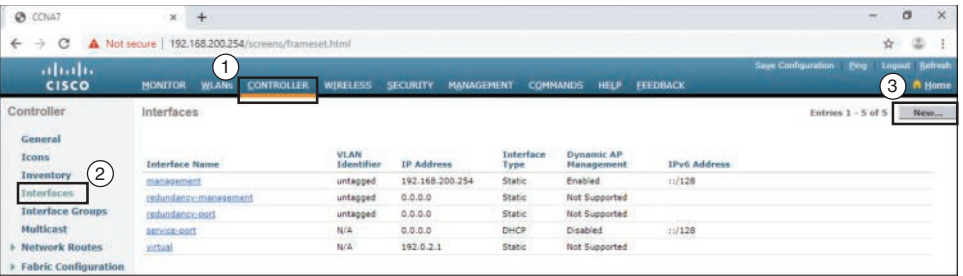 CCNA7
Not secure | 192.168.200.254/screens/frameset.html
1
Save Configuration Ping Logout Refresh
CISCO
MONITOR WLANs CONTROLLER WIRELESS SECURITY MANAGEMENT COMMANDS HELP FEEDBACK
3
Home
Controller
Interfaces
Entries 1 - 5 of 5
New...
General
Icons
Inventory
2
Interfaces
Interface Groups
Multicast
Network Routes
Fabric Configuration
Interface Name VLAN Identifier IP Address Interface Type Dynamic AP Management IPv6 Address
management untagged 192.168.200.254 Static Enabled ::/128
redundancy-management untagged 0.0.0.0 Static Not Supported
redundancy-port untagged 0.0.0.0 Static Not Supported
service-port N/A 0.0.0.0 DHCP Disabled ::/128
virtual N/A 192.0.2.1 Static Not Supported